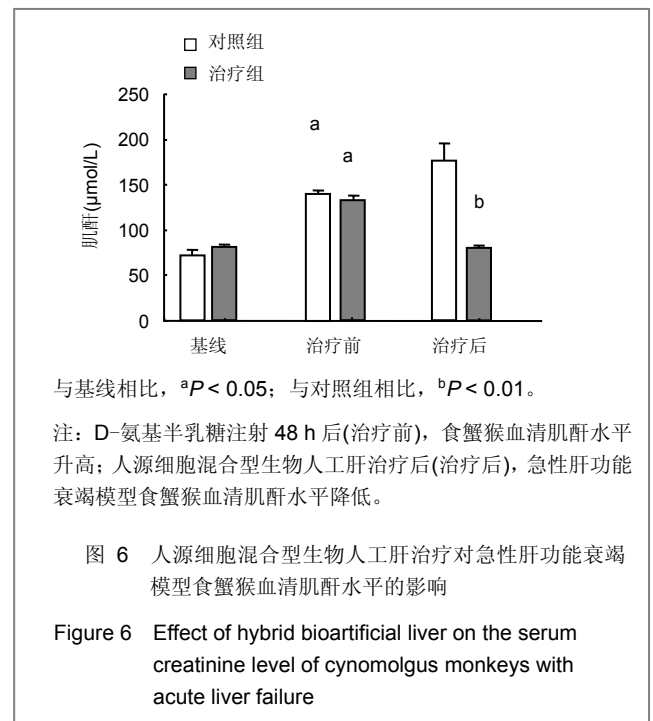 对照组
治疗组
250
200
150
100
50
0
肌酐(μmol/L)
a
a
b
基线 治疗前 治疗后
与基线相比，ᵃP < 0.05；与对照组相比，ᵇP < 0.01。
注：D-氨基半乳糖注射 48 h 后(治疗前)，食蟹猴血清肌酐水平
升高；人源细胞混合型生物人工肝治疗后(治疗后)，急性肝功能
衰竭模型食蟹猴血清肌酐水平降低。
图 6 人源细胞混合型生物人工肝治疗对急性肝功能衰竭
模型食蟹猴血清肌酐水平的影响
Figure 6 Effect of hybrid bioartificial liver on the serum
creatinine level of cynomolgus monkeys with
acute liver failure